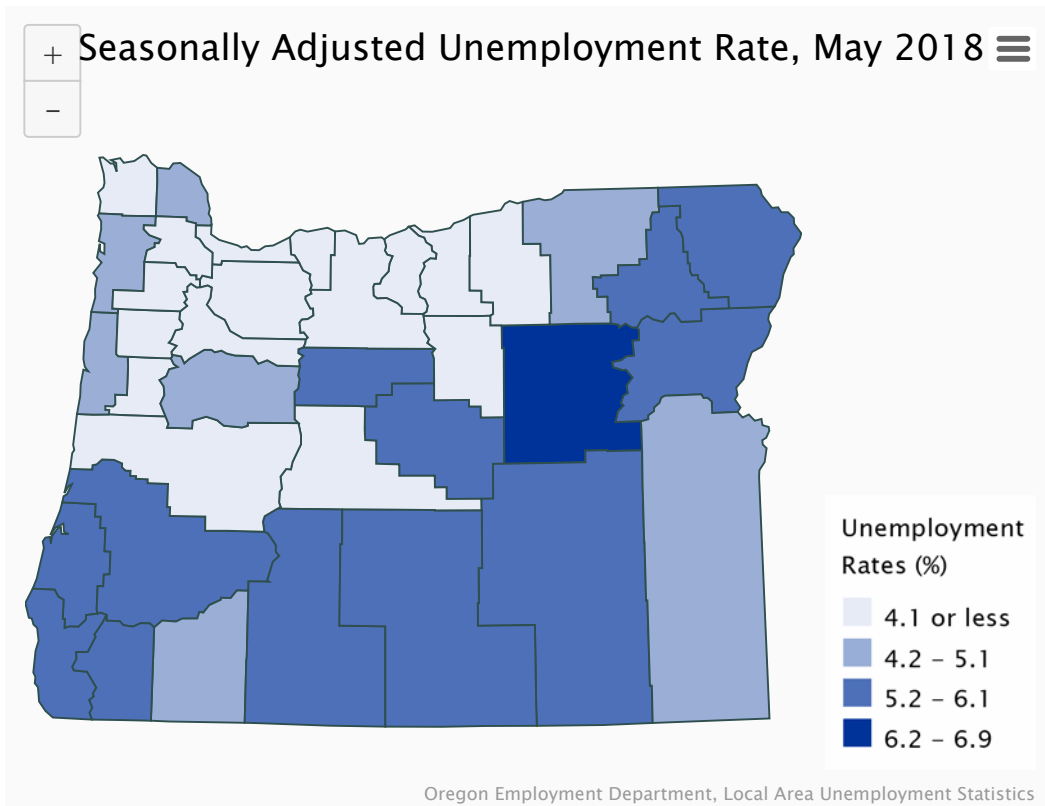 +
Seasonally Adjusted Unemployment Rate, May 2018
–
Unemployment
Rates (%)
4.1 or less
4.2 – 5.1
5.2 – 6.1
6.2 – 6.9
Oregon Employment Department, Local Area Unemployment Statistics